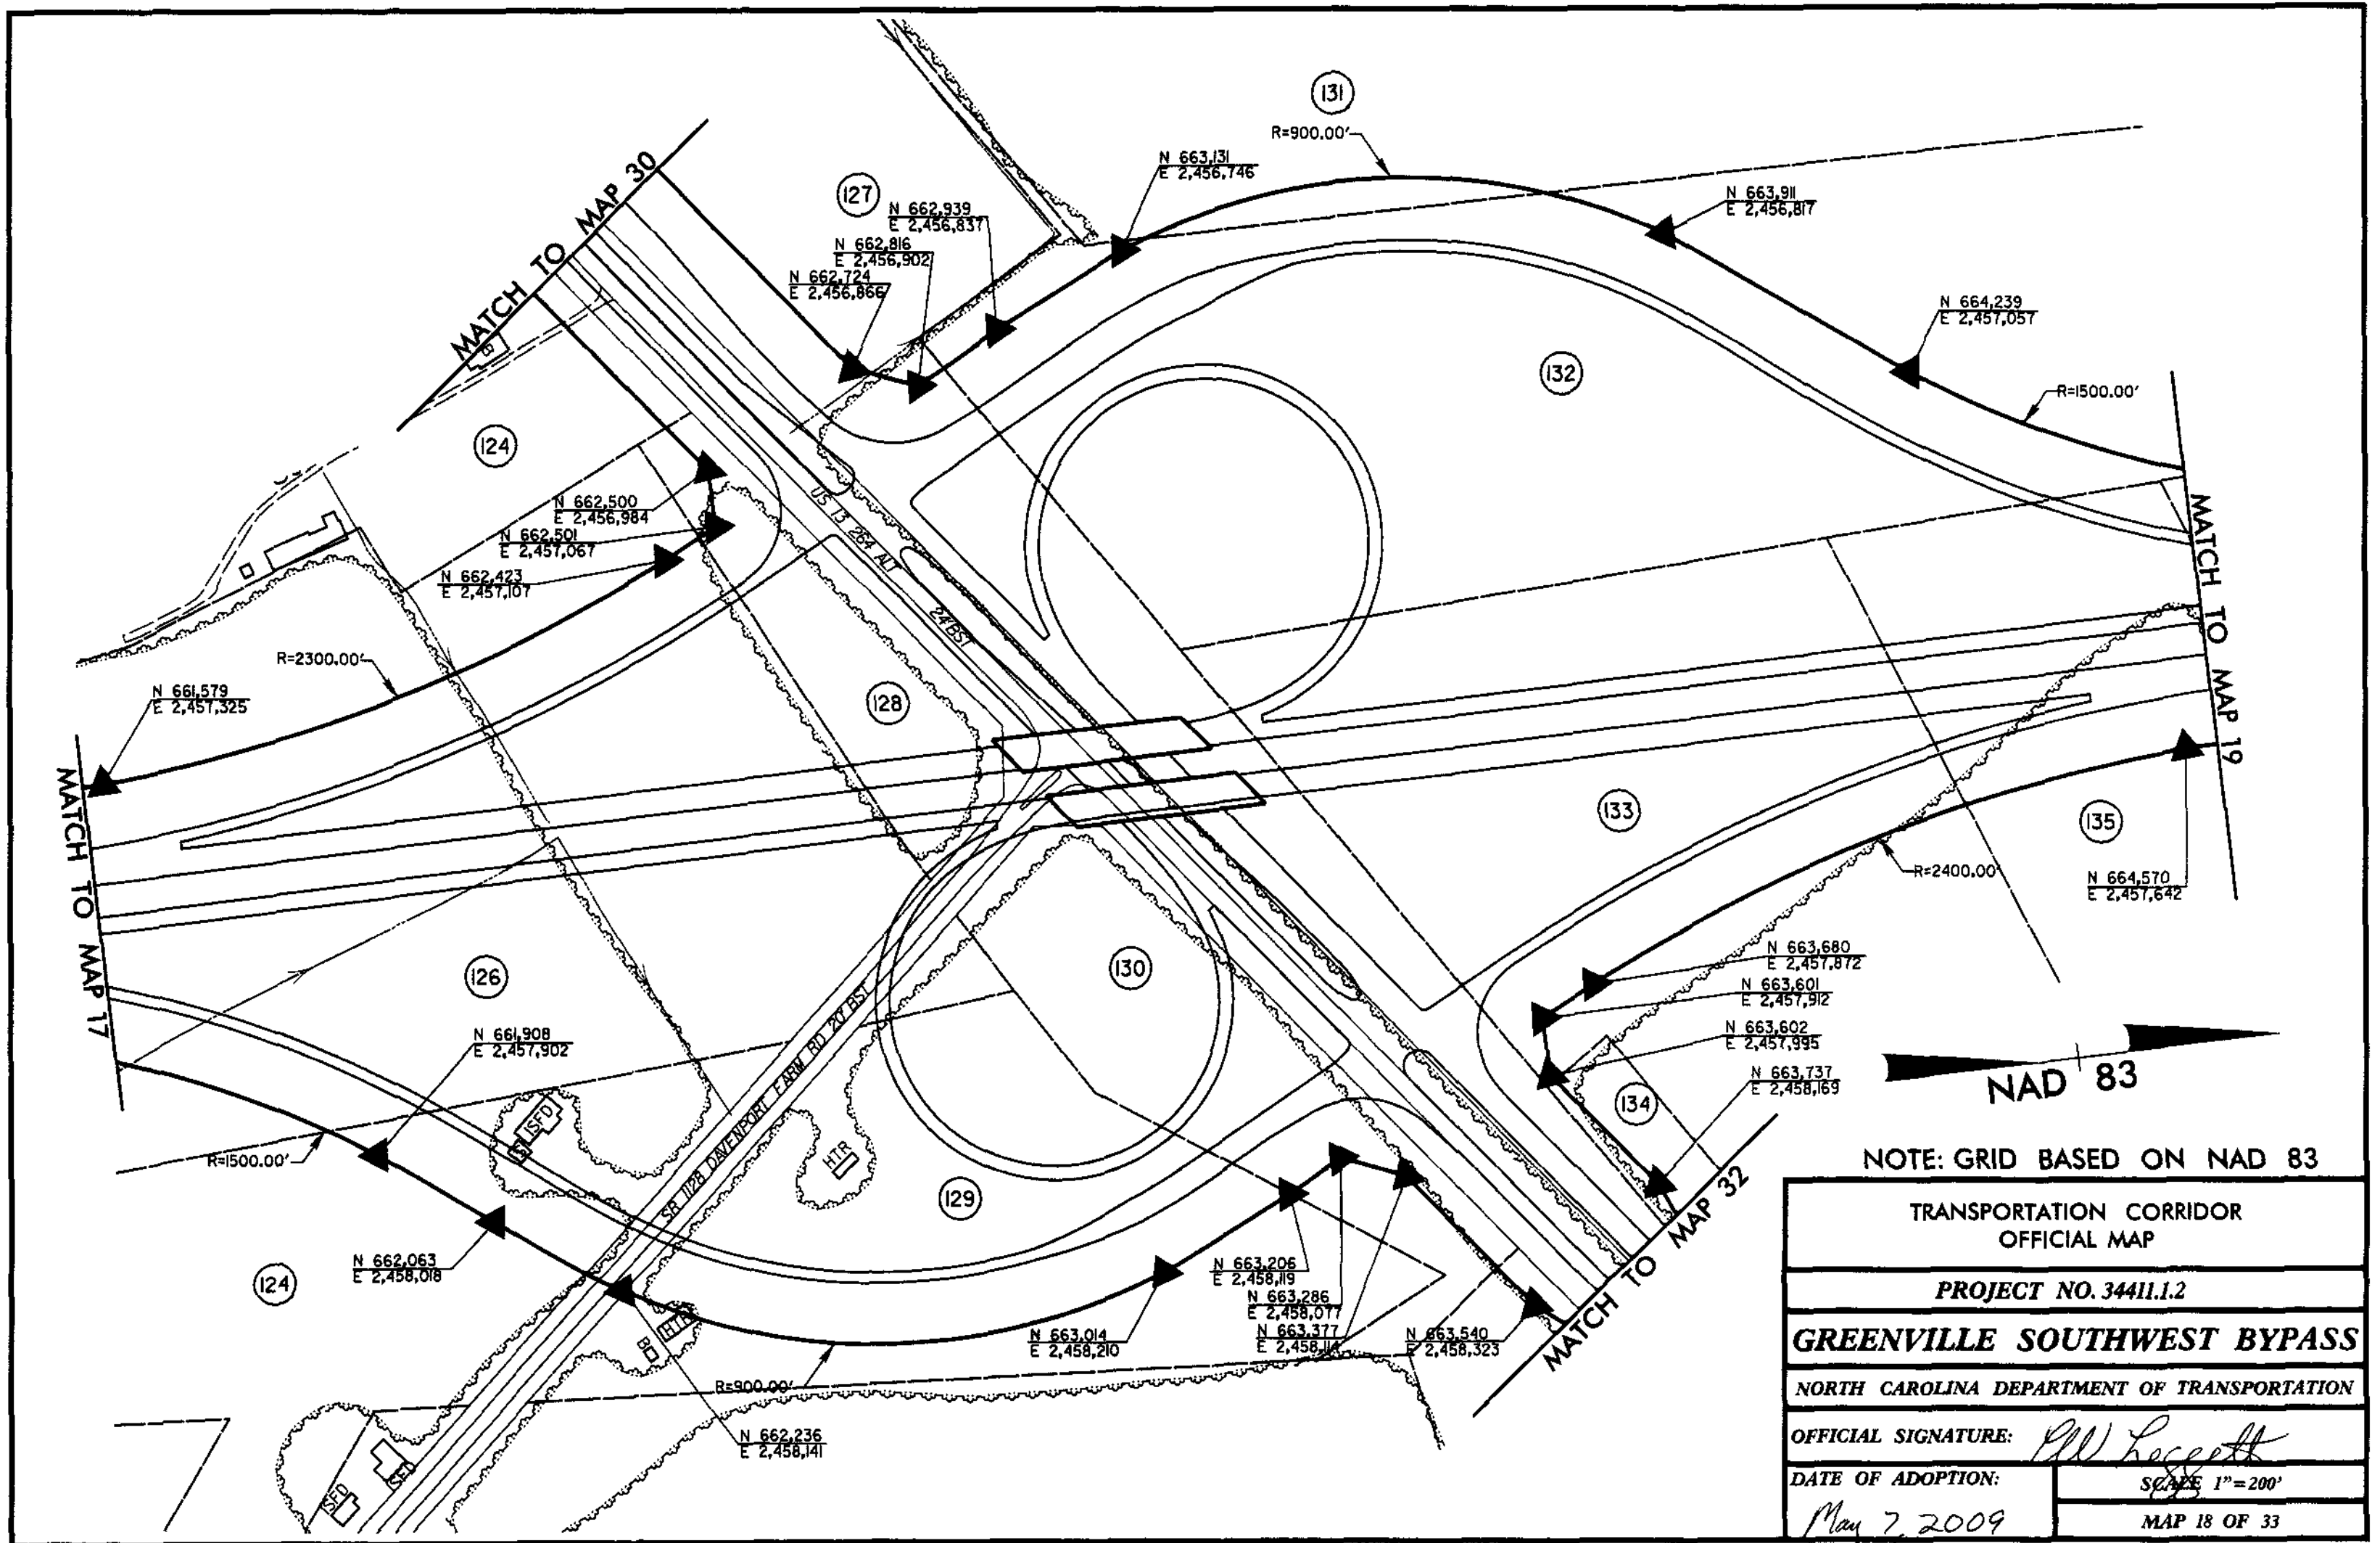 131
R=900.00'
N 663,131
E 2,456,746
MATCH TO MAP 30
127
N 662,939
E 2,456,837
N 663,911
E 2,456,817
N 662,816
E 2,456,902
N 662,724
E 2,456,866
N 664,239
E 2,457,057
B
132
R=1500.00'
124
N 662,500
E 2,456,984
US 13 264 ALT
N 662,501
E 2,457,067
N 662,423
E 2,457,107
24' BST
MATCH TO MAP 19
R=2300.00'
N 661,579
E 2,457,325
128
133
135
MATCH TO MAP 17
R=2400.00'
N 664,570
E 2,457,642
126
130
N 663,680
E 2,457,872
N 663,601
E 2,457,912
N 663,602
E 2,457,995
N 663,737
E 2,458,169
N 661,908
E 2,457,902
SR 1128 DAVENPORT FARM RD 20' BST
NAD 83
134
1SFD
HTR
R=1500.00'
NOTE: GRID BASED ON NAD 83
MATCH TO MAP 32
129
N 662,063
E 2,458,018
124
N 663,206
E 2,458,119
N 663,286
E 2,458,077
N 663,377
E 2,458,114
N 663,540
E 2,458,323
N 663,014
E 2,458,210
HTR
B
R=900.00'
N 662,236
E 2,458,141
SFD
SFD
TRANSPORTATION CORRIDOR
OFFICIAL MAP
PROJECT NO. 34411.1.2
GREENVILLE SOUTHWEST BYPASS
NORTH CAROLINA DEPARTMENT OF TRANSPORTATION
OFFICIAL SIGNATURE: Leggett
DATE OF ADOPTION:
May 7, 2009
SCALE 1"=200'
MAP 18 OF 33